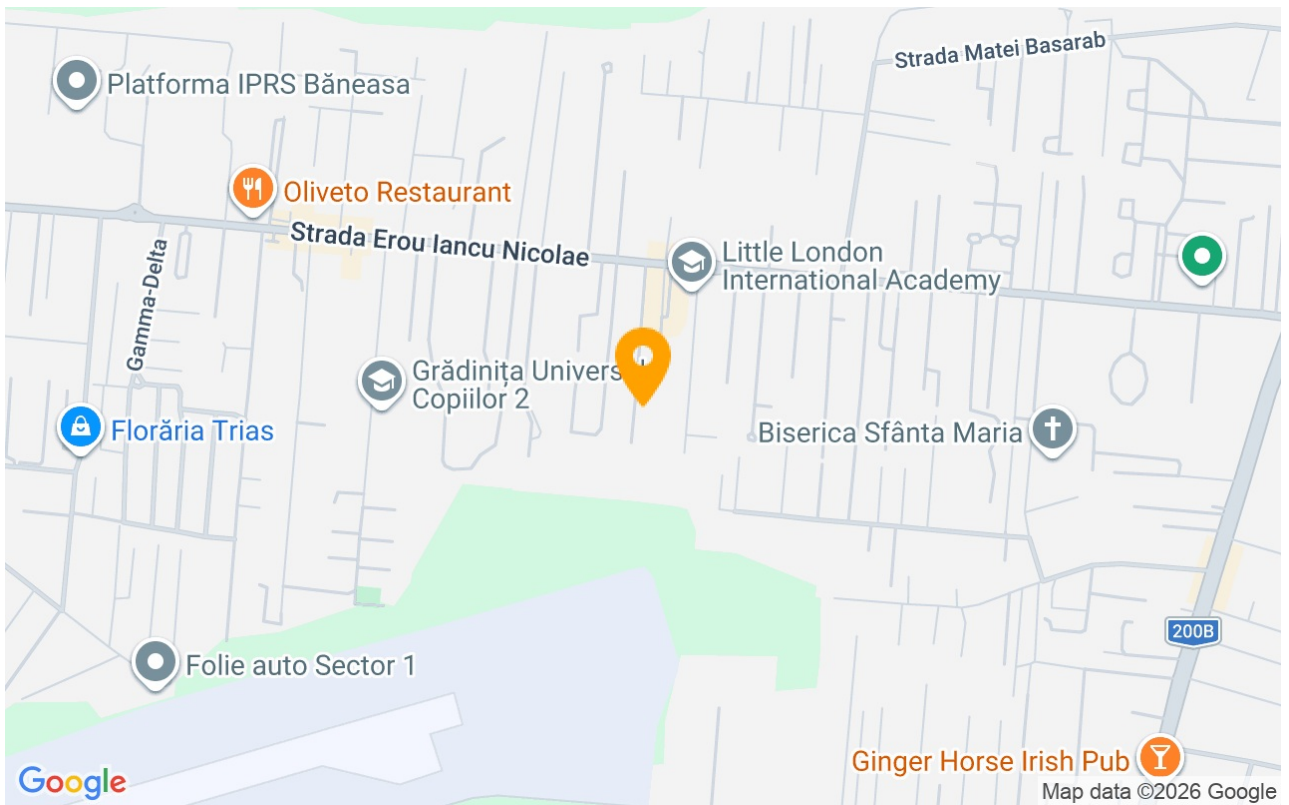 Strada Matei Basarab
Platforma IPRS Băneasa
Oliveto Restaurant
Strada Erou Iancu Nicolae
Little London
International Academy
Gamma-Delta
Grădinița Univers
Copiilor 2
Florăria Trias
Biserica Sfânta Maria
200B
Folie auto Sector 1
Ginger Horse Irish Pub
Google
Map data ©2026 Google